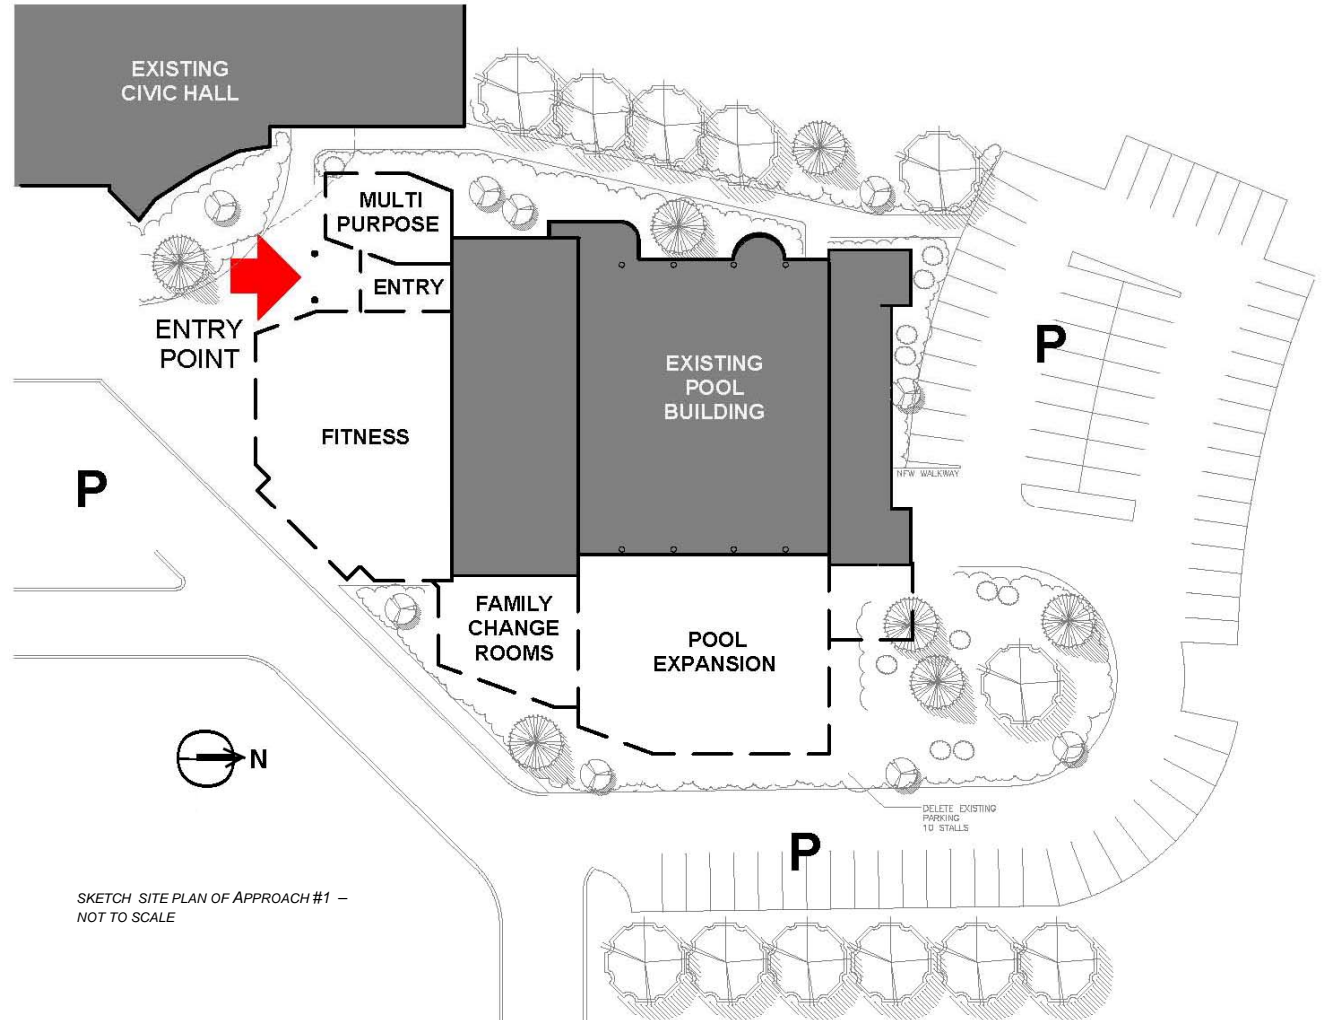 EXISTING
CIVIC HALL
MULTI
PURPOSE
ENTRY
ENTRY
POINT
EXISTING
POOL
BUILDING
P
FITNESS
P
NEW WALKWAY
FAMILY
CHANGE
ROOMS
POOL
EXPANSION
N
DELETE EXISTING
PARKING
10 STALLS
P
SKETCH SITE PLAN OF APPROACH #1 –
NOT TO SCALE